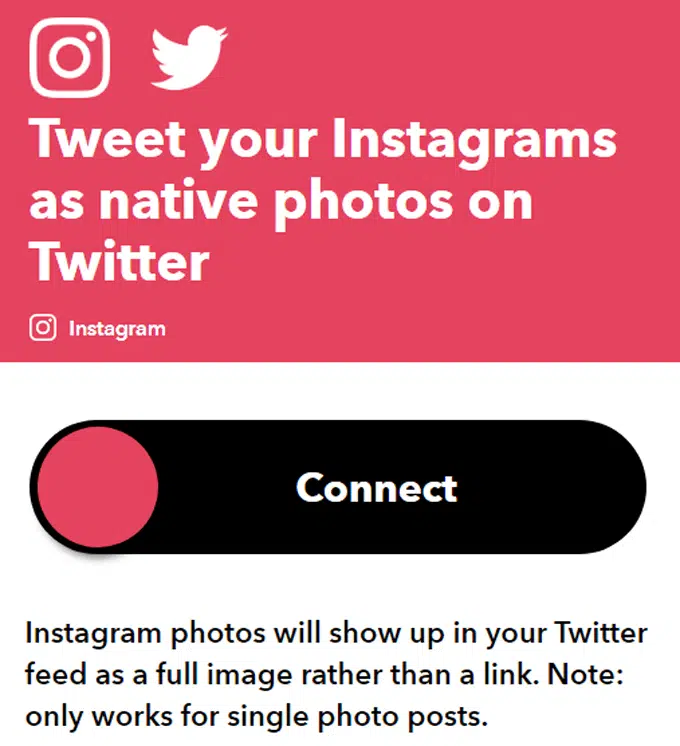 Tweet your Instagrams
as native photos on
Twitter
Instagram
Connect
Instagram photos will show up in your Twitter
feed as a full image rather than a link. Note:
only works for single photo posts.